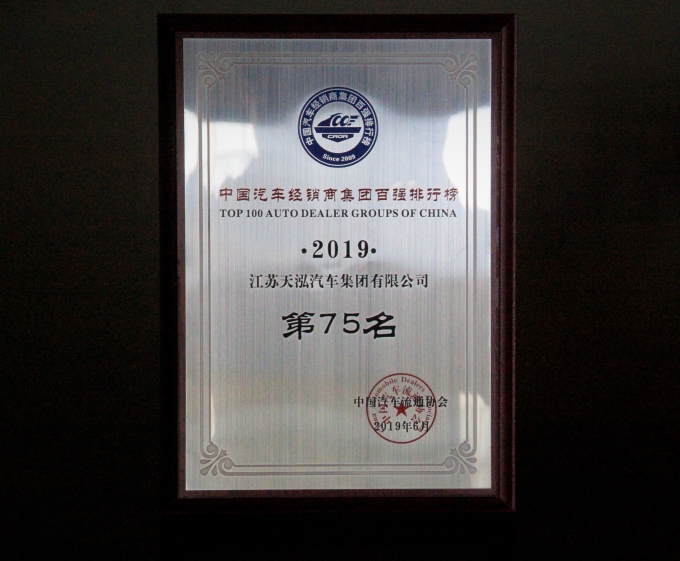 中国汽车经销商集团百强排行榜
CADA
Since 2009
中国汽车经销商集团百强排行榜
TOP 100 AUTO DEALER GROUPS OF CHINA
·2019·
江苏天泓汽车集团有限公司
第75名
中国汽车流通协会
2019年6月